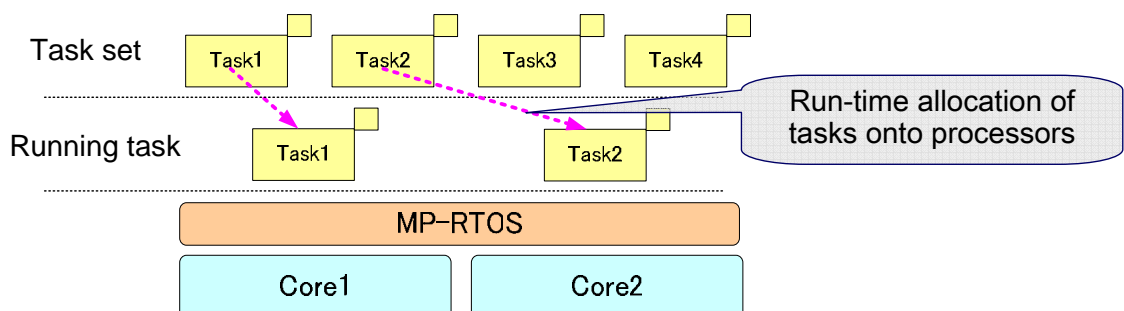 Task set
Task1
Task2
Task3
Task4
Run-time allocation of
tasks onto processors
Running task
Task1
Task2
MP-RTOS
Core1
Core2